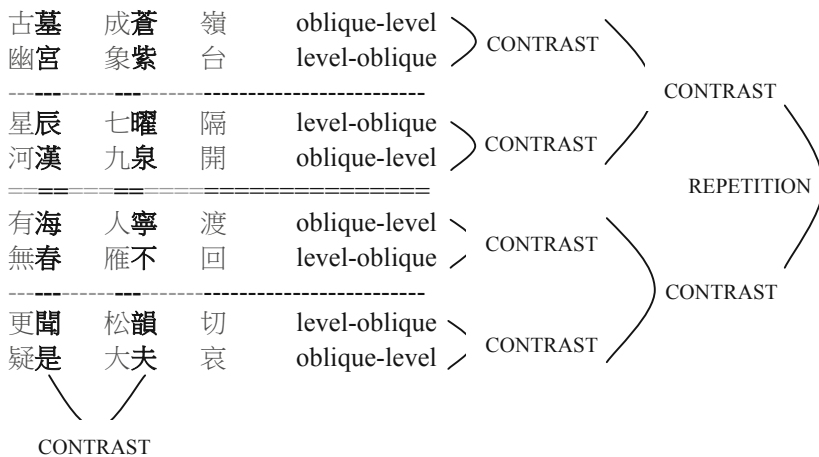 古墓 成蒼 嶺 oblique-level
幽宮 象紫 台 level-oblique
CONTRAST
CONTRAST
星辰 七曜 隔 level-oblique
河漢 九泉 開 oblique-level
CONTRAST
REPETITION
有海 人寧 渡 oblique-level
無春 雁不 回 level-oblique
CONTRAST
CONTRAST
更聞 松韻 切 level-oblique
疑是 大夫 哀 oblique-level
CONTRAST
CONTRAST